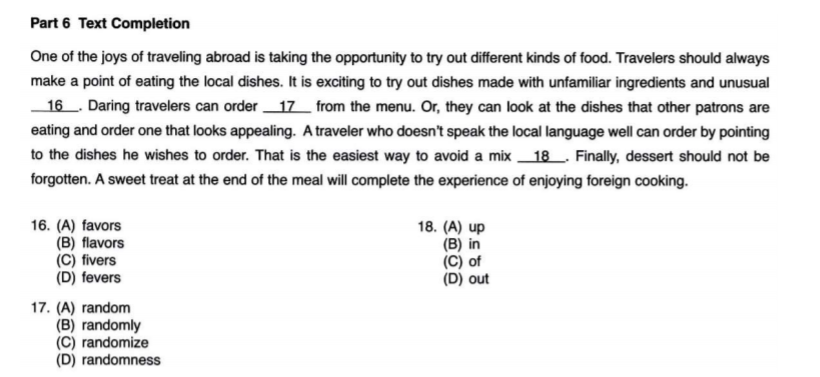 Part 6 Text Completion
One of the joys of traveling abroad is taking the opportunity to try out different kinds of food. Travelers should always
make a point of eating the local dishes. It is exciting to try out dishes made with unfamiliar ingredients and unusual
__16__. Daring travelers can order __17__ from the menu. Or, they can look at the dishes that other patrons are
eating and order one that looks appealing. A traveler who doesn't speak the local language well can order by pointing
to the dishes he wishes to order. That is the easiest way to avoid a mix __18__. Finally, dessert should not be
forgotten. A sweet treat at the end of the meal will complete the experience of enjoying foreign cooking.
16. (A) favors
(B) flavors
(C) fivers
(D) fevers
17. (A) random
(B) randomly
(C) randomize
(D) randomness
18. (A) up
(B) in
(C) of
(D) out